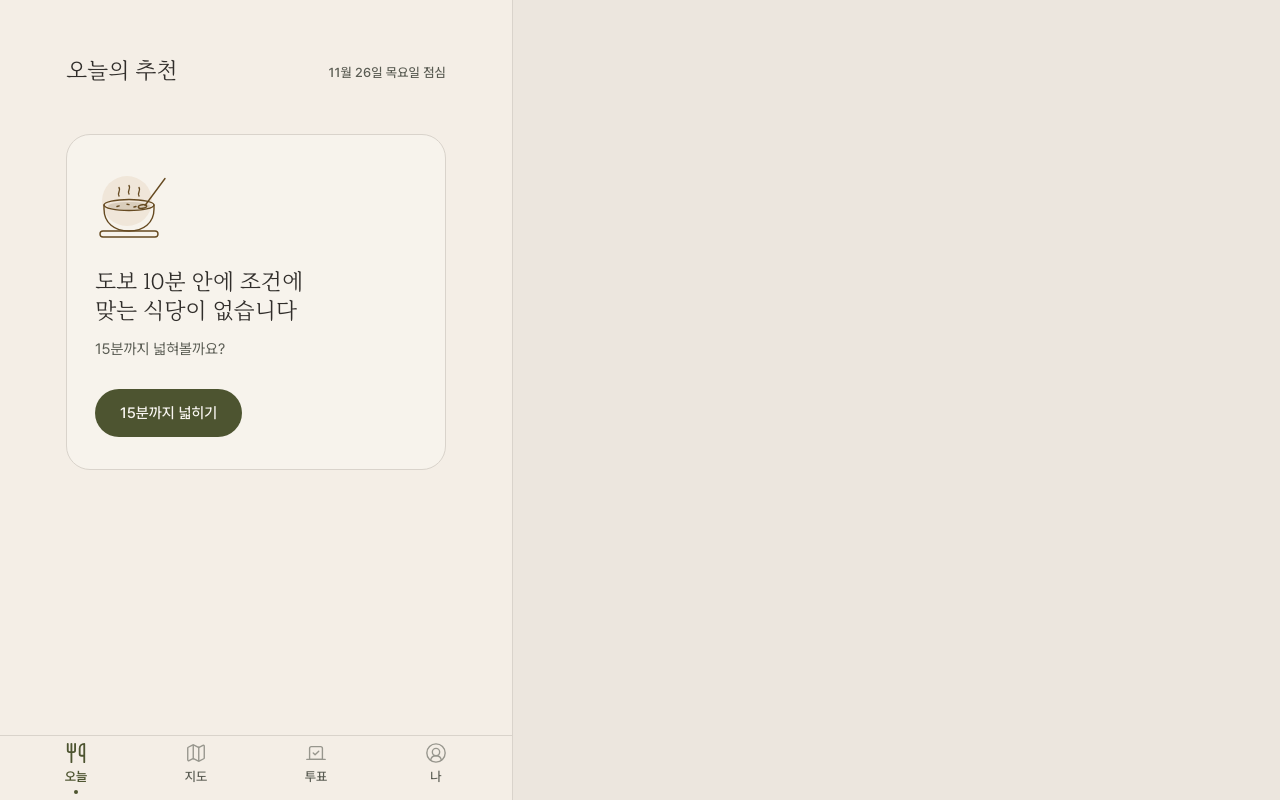 오늘의 추천
11월 26일 목요일 점심
도보 10분 안에 조건에
맞는 식당이 없습니다
15분까지 넓혀볼까요?
15분까지 넓히기
오늘
지도
투표
나